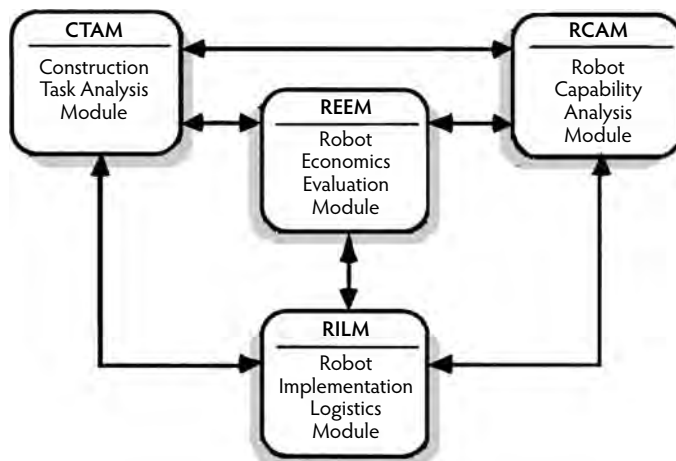 CTAM
Construction
Task Analysis
Module
RCAM
Robot
Capability
Analysis
Module
REEM
Robot
Economics
Evaluation
Module
RILM
Robot
Implementation
Logistics
Module